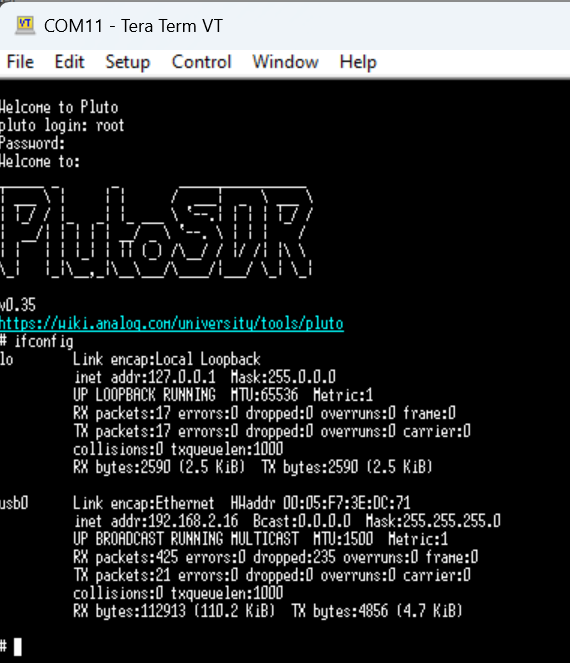 COM11 - Tera Term VT
File Edit Setup Control Window Help
Welcome to Pluto
pluto login: root
Password:
Welcome to:
PlutoSDR
v0.35
https://wiki.analog.com/university/tools/pluto
# ifconfig
lo Link encap:Local Loopback
inet addr:127.0.0.1 Mask:255.0.0.0
UP LOOPBACK RUNNING MTU:65536 Metric:1
RX packets:17 errors:0 dropped:0 overruns:0 frame:0
TX packets:17 errors:0 dropped:0 overruns:0 carrier:0
collisions:0 txqueuelen:1000
RX bytes:2590 (2.5 KiB) TX bytes:2590 (2.5 KiB)
usb0 Link encap:Ethernet HWaddr 00:05:F7:3E:DC:71
inet addr:192.168.2.16 Bcast:0.0.0.0 Mask:255.255.255.0
UP BROADCAST RUNNING MULTICAST MTU:1500 Metric:1
RX packets:425 errors:0 dropped:235 overruns:0 frame:0
TX packets:21 errors:0 dropped:0 overruns:0 carrier:0
collisions:0 txqueuelen:1000
RX bytes:112913 (110.2 KiB) TX bytes:4856 (4.7 KiB)
#